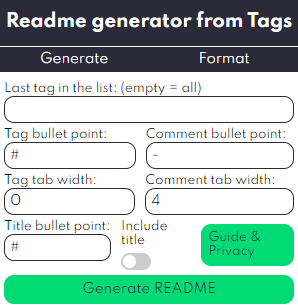 Readme generator from Tags
Generate Format
Last tag in the list: (empty = all)
Tag bullet point: Comment bullet point:
# -
Tag tab width: Comment tab width:
0 4
Title bullet point: Include title
# Guide & Privacy
Generate README